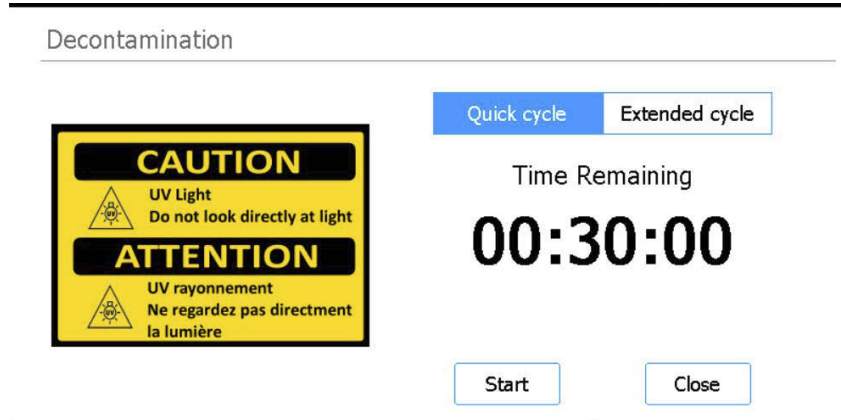 Decontamination
Quick cycle
Extended cycle
CAUTION
UV Light
Do not look directly at light
ATTENTION
UV rayonnement
Ne regardez pas directment
la lumière
Time Remaining
00:30:00
Start
Close